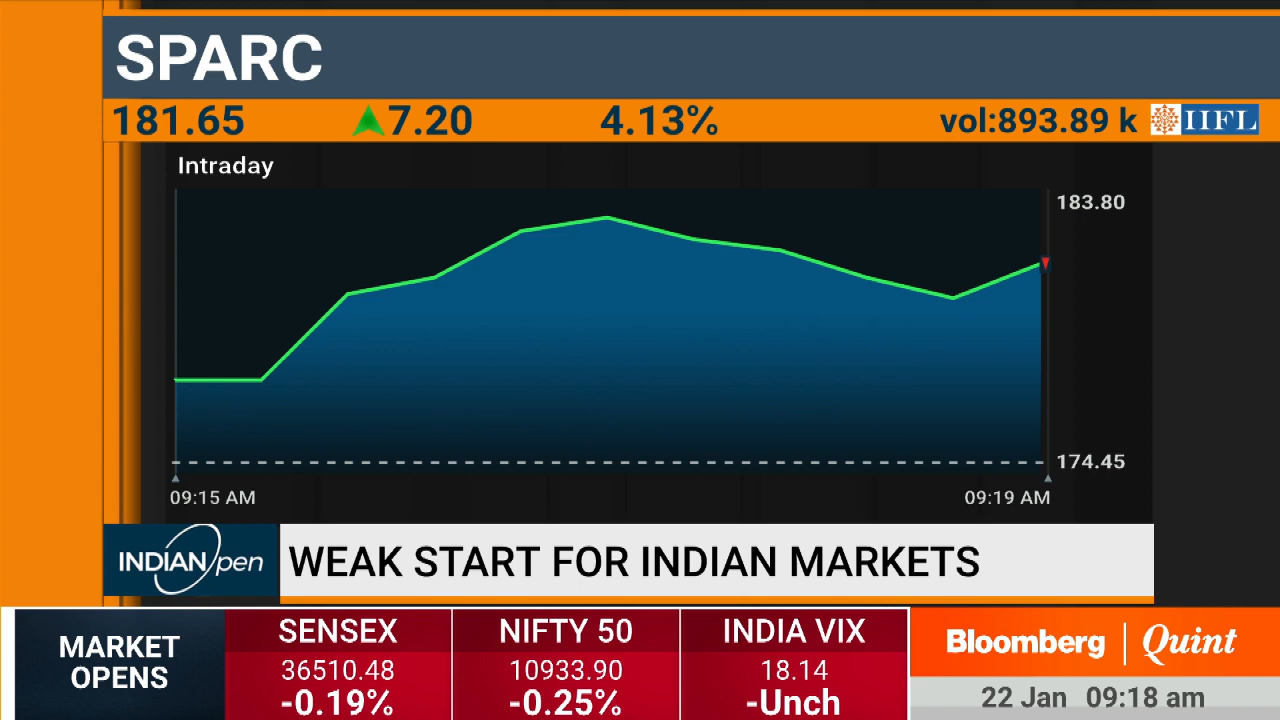 SPARC
181.65 7.20 4.13% vol:893.89 k IIFL
Intraday
183.80
174.45
09:15 AM 09:19 AM
INDIAN Open WEAK START FOR INDIAN MARKETS
MARKET OPENS
SENSEX
36510.48
-0.19%
NIFTY 50
10933.90
-0.25%
INDIA VIX
18.14
-Unch
Bloomberg | Quint
22 Jan 09:18 am